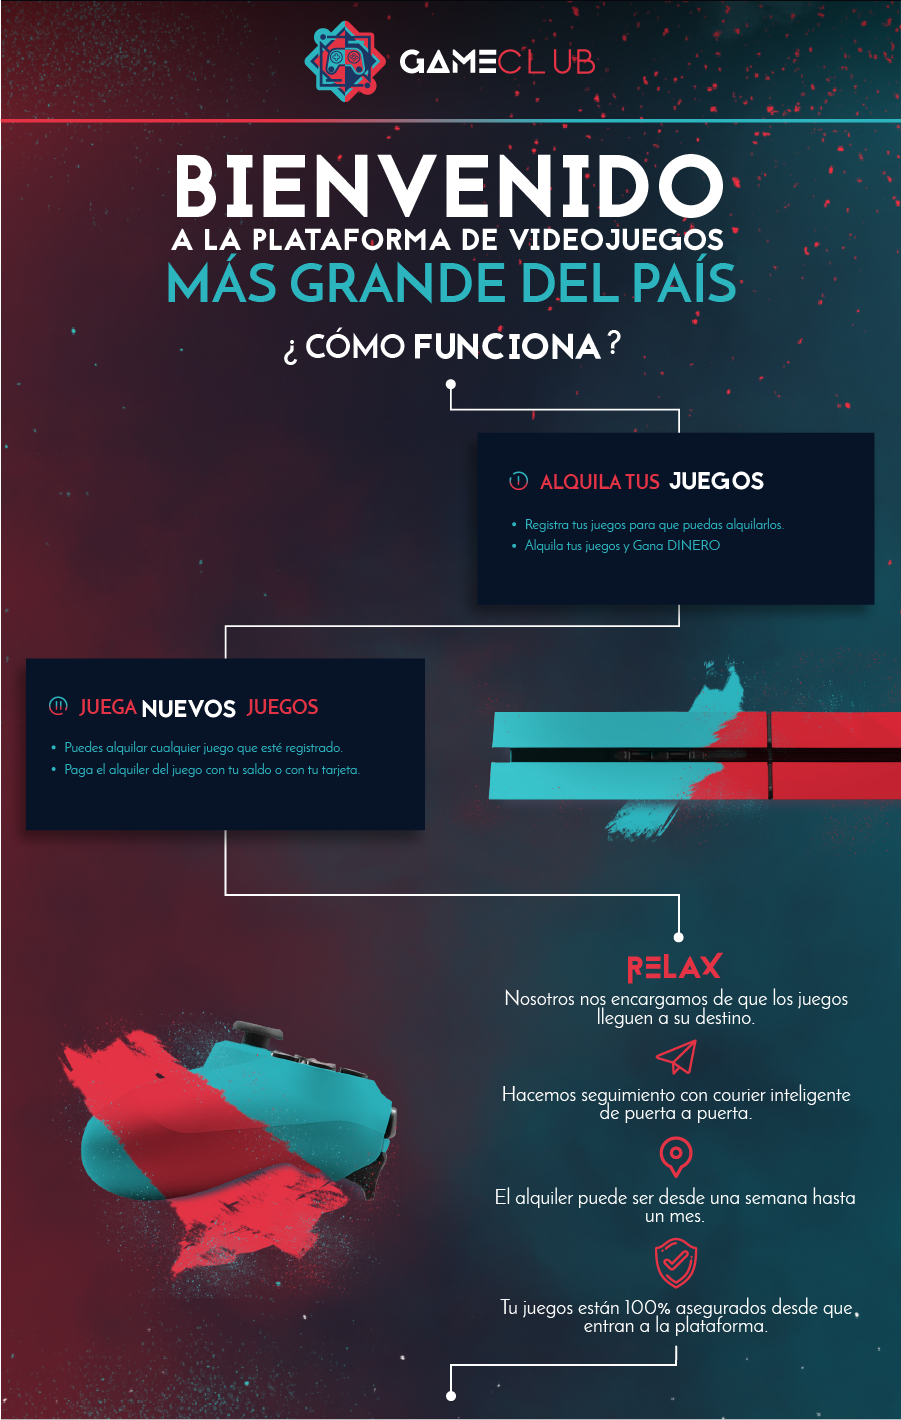 GAMECLUB
BIENVENIDO
A LA PLATAFORMA DE VIDEOJUEGOS
MÁS GRANDE DEL PAÍS
¿ CÓMO FUNCIONA ?
I ALQUILA TUS JUEGOS
• Registra tus juegos para que puedas alquilarlos.
• Alquila tus juegos y Gana DINERO
II JUEGA NUEVOS JUEGOS
• Puedes alquilar cualquier juego que esté registrado.
• Paga el alquiler del juego con tu saldo o con tu tarjeta.
RELAX
Nosotros nos encargamos de que los juegos
lleguen a su destino.
Hacemos seguimiento con courier inteligente
de puerta a puerta.
El alquiler puede ser desde una semana hasta
un mes.
Tu juegos están 100% asegurados desde que
entran a la plataforma.